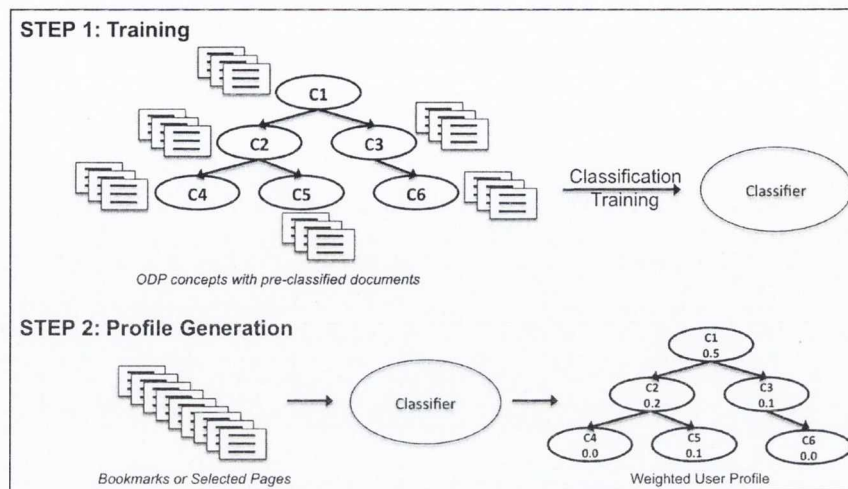 STEP 1: Training
C1
C2
C3
C4
C5
C6
Classification
Training
Classifier
ODP concepts with pre-classified documents
STEP 2: Profile Generation
Classifier
Bookmarks or Selected Pages
C1
0.5
C2
0.2
C3
0.1
C4
0.0
C5
0.1
C6
0.0
Weighted User Profile